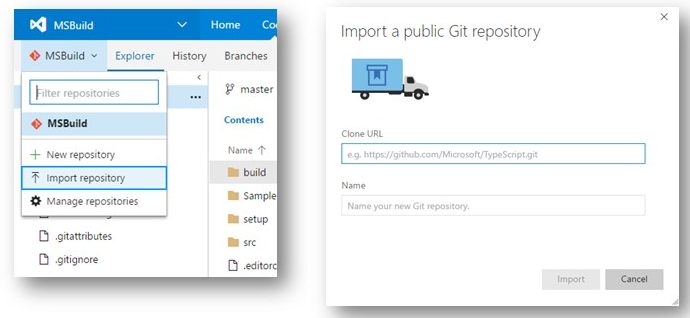 MSBuild
Home
Co
MSBuild
Explorer
History
Branches
Filter repositories
MSBuild
New repository
Import repository
Manage repositories
.gitattributes
.gitignore
master
Contents
Name ↑
build
Sample
setup
src
.editorc
Import a public Git repository
Clone URL
e.g. https://github.com/Microsoft/TypeScript.git
Name
Name your new Git repository.
Import
Cancel